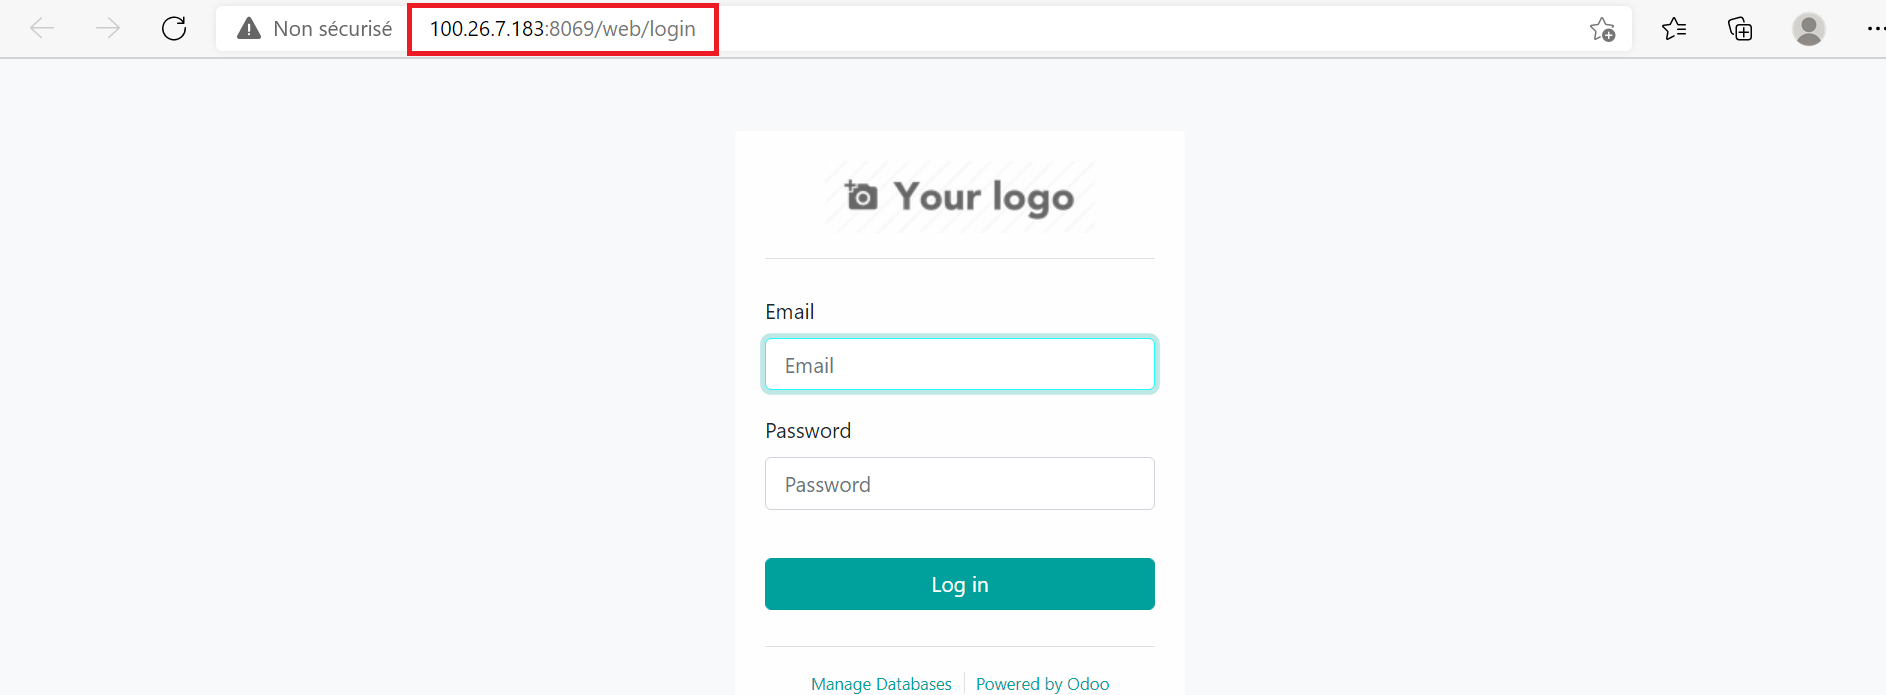 Non sécurisé 100.26.7.183:8069/web/login
Your logo
Email
Email
Password
Password
Log in
Manage Databases Powered by Odoo